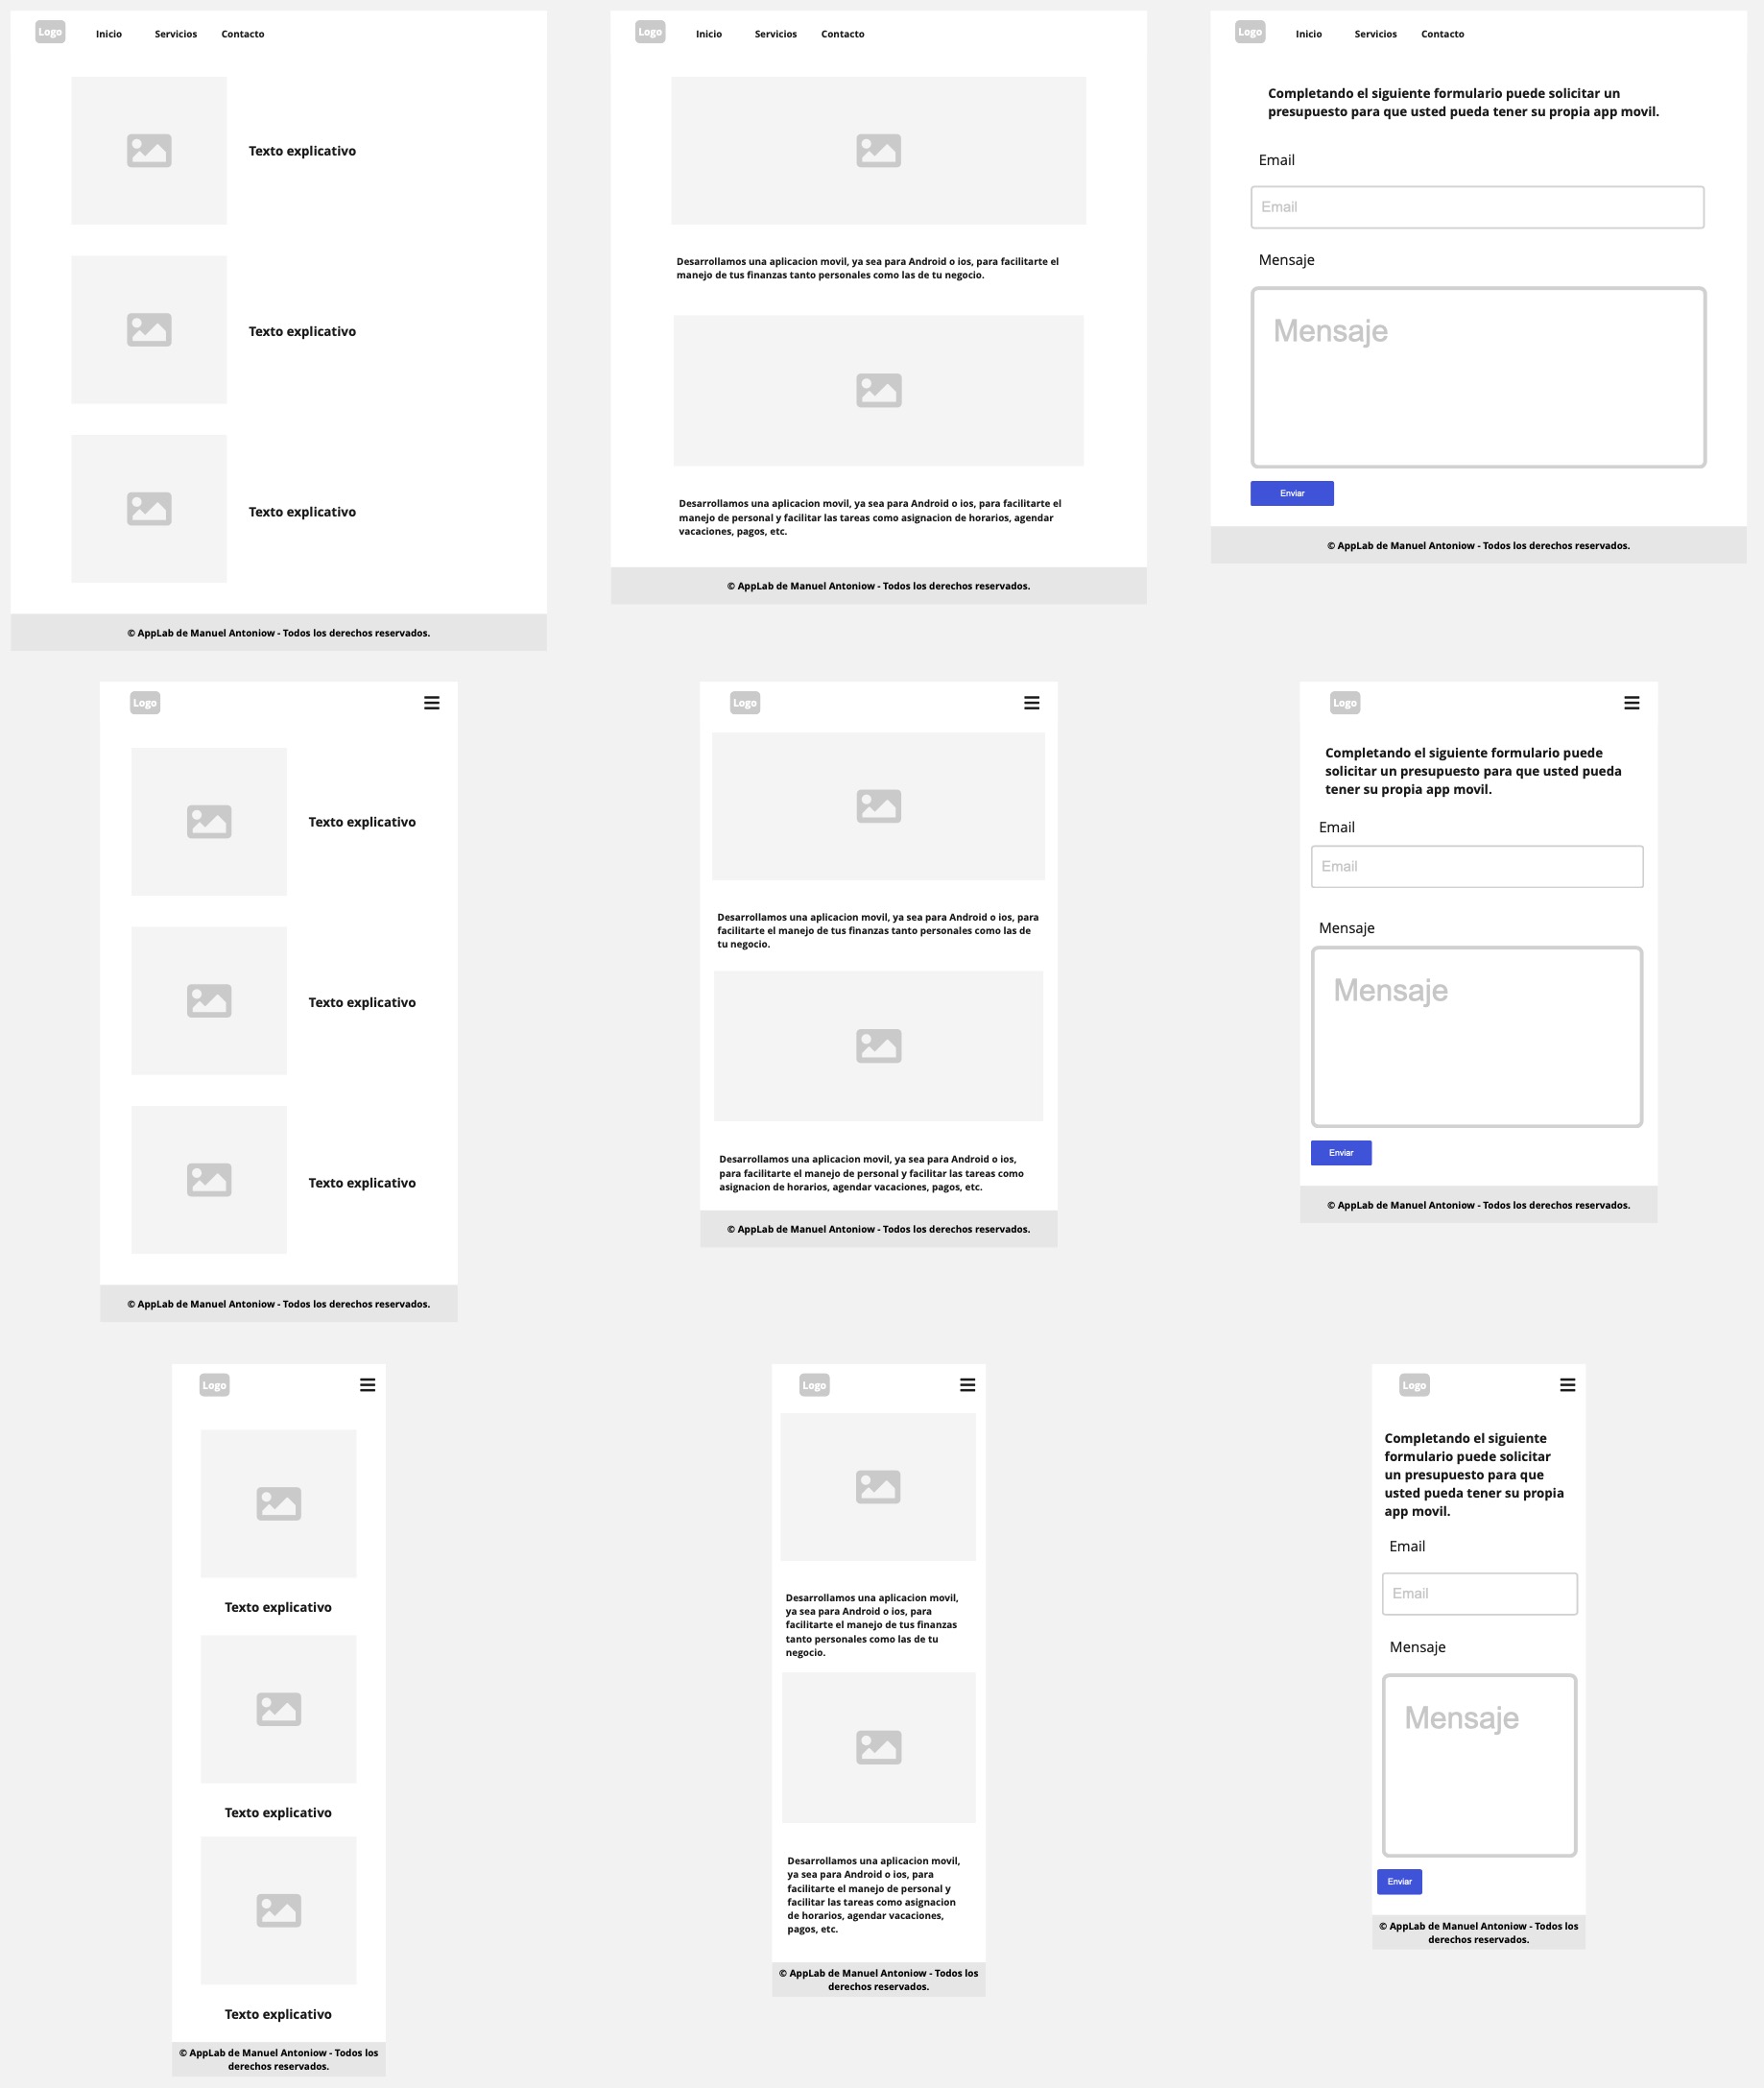 Logo
Inicio
Servicios
Contacto
Texto explicativo
Texto explicativo
Texto explicativo
© AppLab de Manuel Antoniow - Todos los derechos reservados.
Logo
Inicio
Servicios
Contacto
Desarrollamos una aplicacion movil, ya sea para Android o ios, para facilitarte el
manejo de tus finanzas tanto personales como las de tu negocio.
Desarrollamos una aplicacion movil, ya sea para Android o ios, para facilitarte el
manejo de personal y facilitar las tareas como asignacion de horarios, agendar
vacaciones, pagos, etc.
© AppLab de Manuel Antoniow - Todos los derechos reservados.
Logo
Inicio
Servicios
Contacto
Completando el siguiente formulario puede solicitar un
presupuesto para que usted pueda tener su propia app movil.
Email
Email
Mensaje
Mensaje
Enviar
© AppLab de Manuel Antoniow - Todos los derechos reservados.
Logo
Texto explicativo
Texto explicativo
Texto explicativo
© AppLab de Manuel Antoniow - Todos los derechos reservados.
Logo
Desarrollamos una aplicacion movil, ya sea para Android o ios, para
facilitarte el manejo de tus finanzas tanto personales como las de
tu negocio.
Desarrollamos una aplicacion movil, ya sea para Android o ios,
para facilitarte el manejo de personal y facilitar las tareas como
asignacion de horarios, agendar vacaciones, pagos, etc.
© AppLab de Manuel Antoniow - Todos los derechos reservados.
Logo
Completando el siguiente formulario puede
solicitar un presupuesto para que usted pueda
tener su propia app movil.
Email
Email
Mensaje
Mensaje
Enviar
© AppLab de Manuel Antoniow - Todos los derechos reservados.
Logo
Texto explicativo
Texto explicativo
Texto explicativo
© AppLab de Manuel Antoniow - Todos los
derechos reservados.
Logo
Desarrollamos una aplicacion movil,
ya sea para Android o ios, para
facilitarte el manejo de tus finanzas
tanto personales como las de tu
negocio.
Desarrollamos una aplicacion movil,
ya sea para Android o ios, para
facilitarte el manejo de personal y
facilitar las tareas como asignacion
de horarios, agendar vacaciones,
pagos, etc.
© AppLab de Manuel Antoniow - Todos los
derechos reservados.
Logo
Completando el siguiente
formulario puede solicitar
un presupuesto para que
usted pueda tener su propia
app movil.
Email
Email
Mensaje
Mensaje
Enviar
© AppLab de Manuel Antoniow - Todos los
derechos reservados.